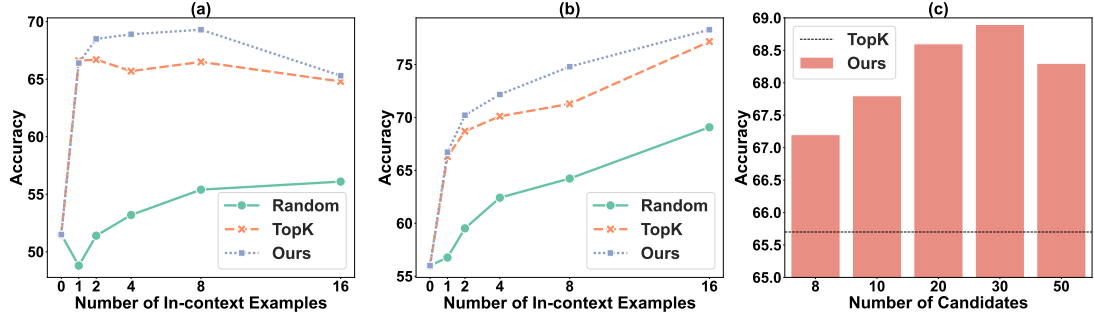 (a)
70
65
60
55
50
Accuracy
0 1 2 4 8 16
Number of In-context Examples
Random
TopK
Ours
(b)
75
70
65
60
55
Accuracy
0 1 2 4 8 16
Number of In-context Examples
Random
TopK
Ours
(c)
69.0
68.5
68.0
67.5
67.0
66.5
66.0
65.5
65.0
Accuracy
8 10 20 30 50
Number of Candidates
TopK
Ours